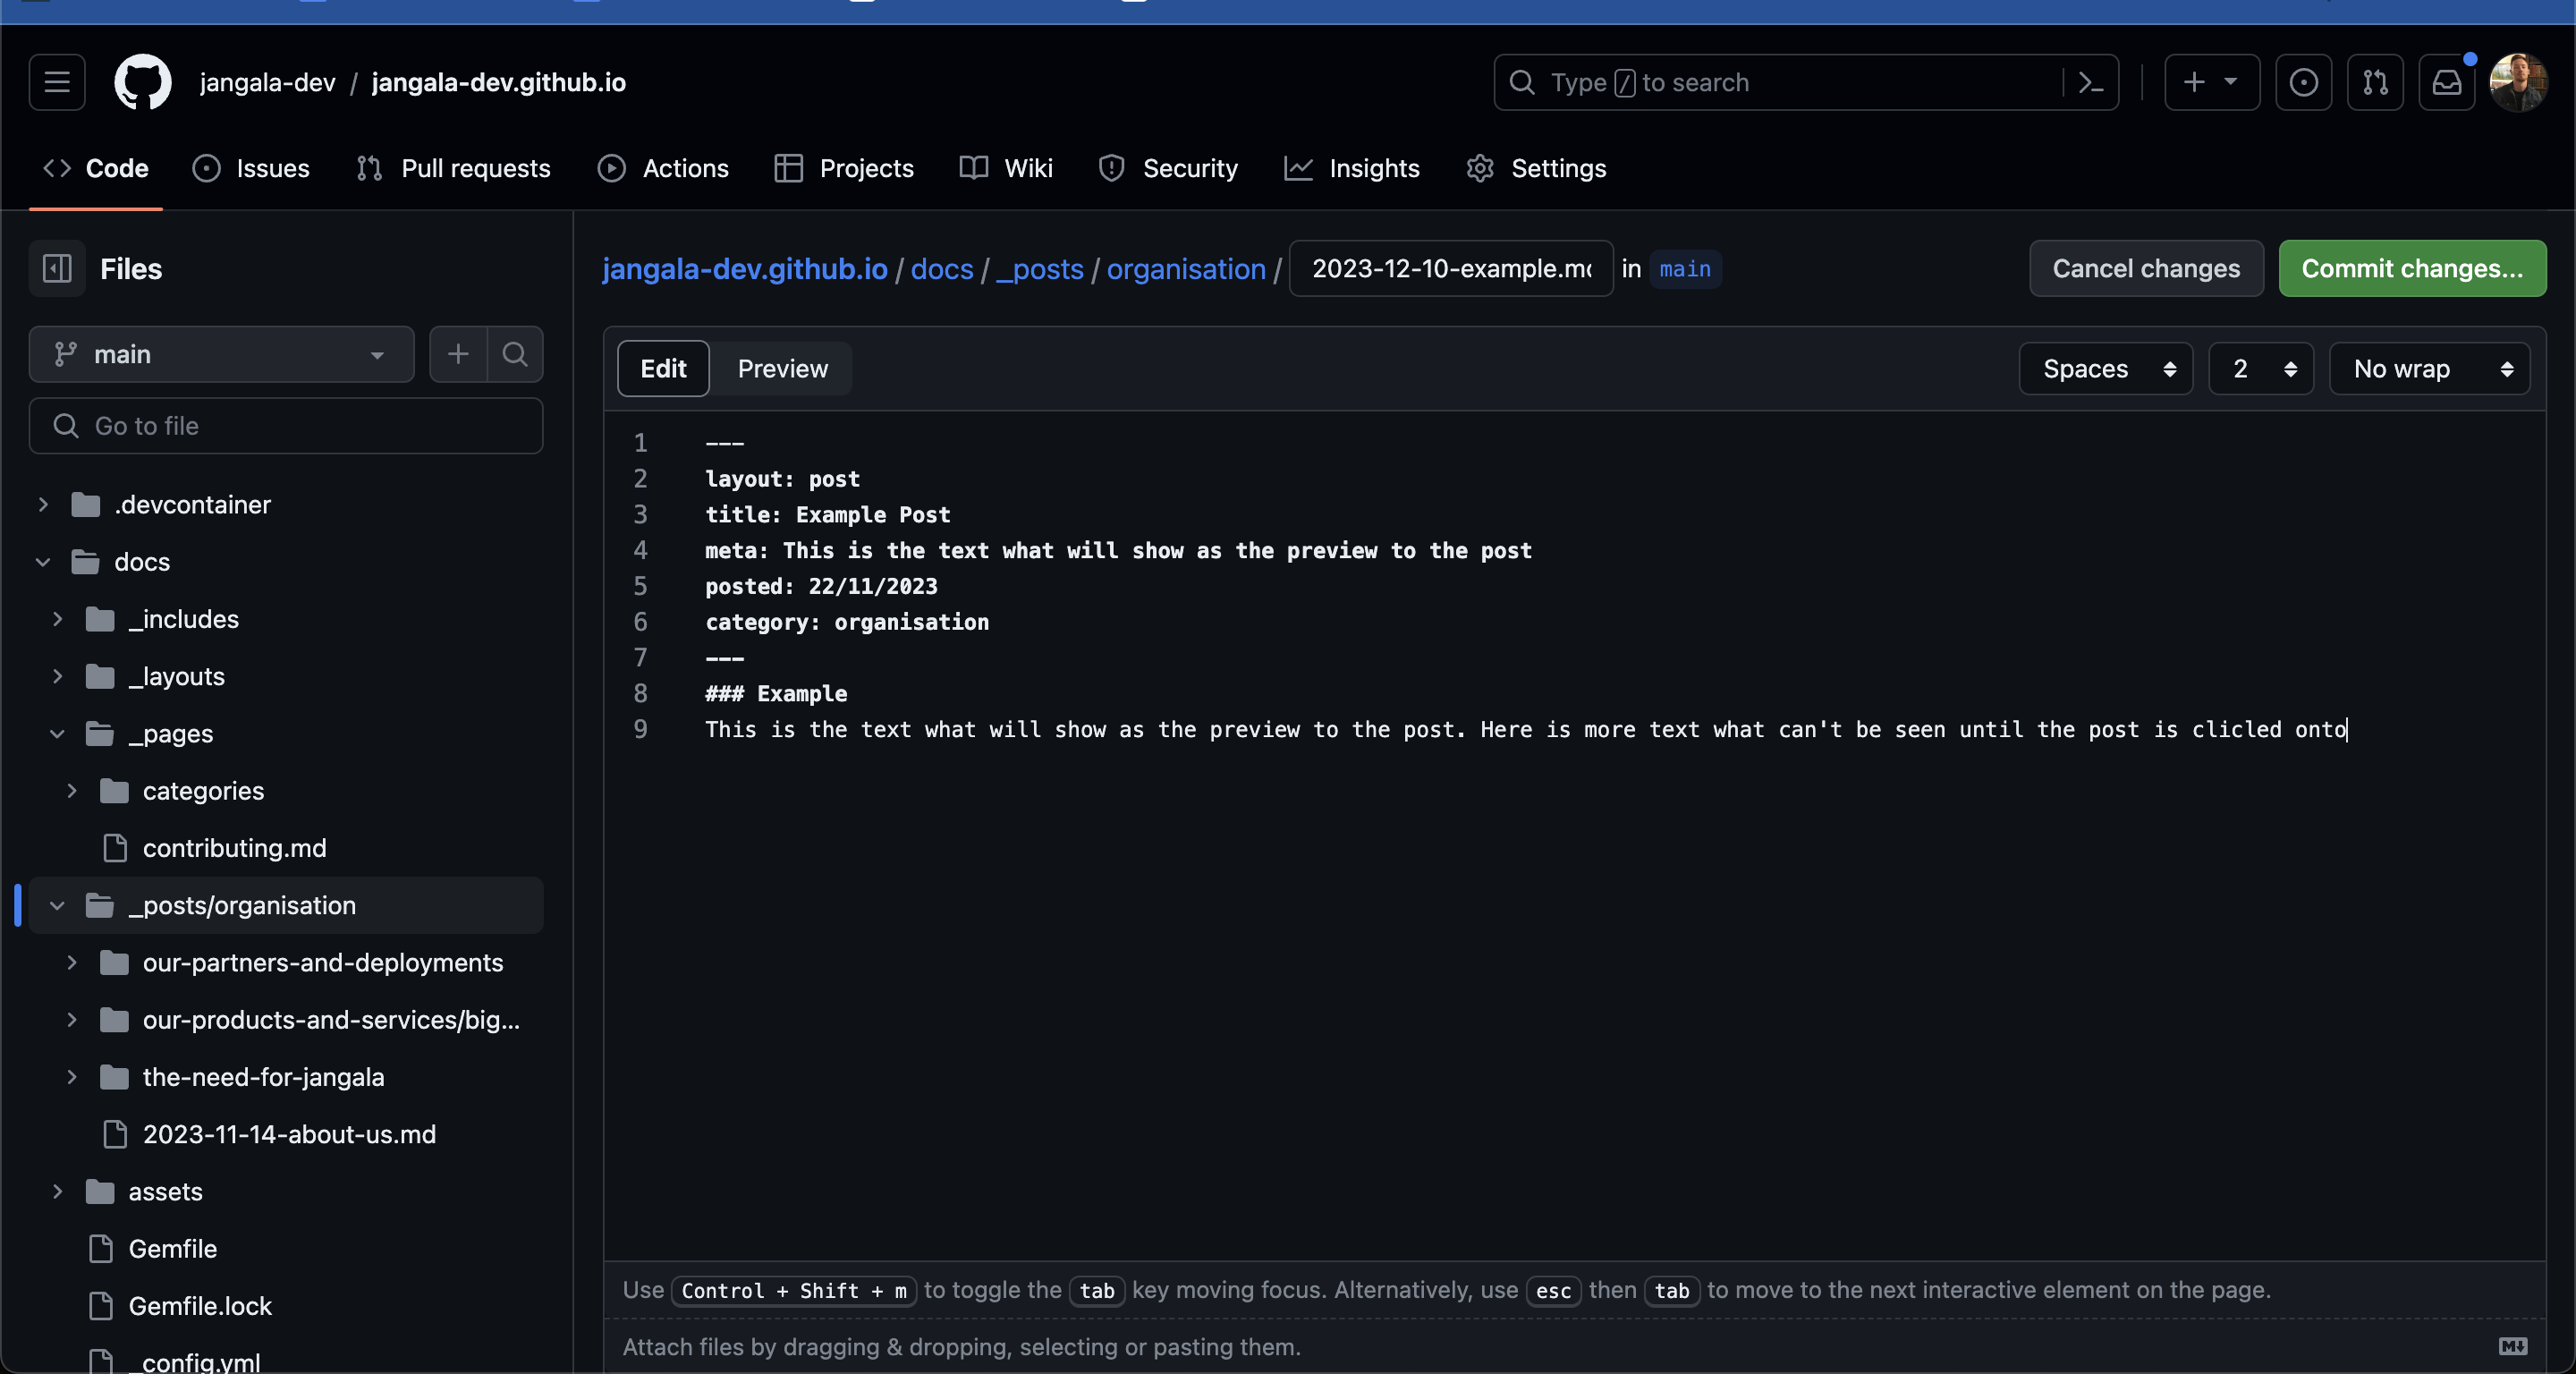 jangala-dev / jangala-dev.github.io
Type / to search
Code
Issues
Pull requests
Actions
Projects
Wiki
Security
Insights
Settings
Files
main
Go to file
.devcontainer
docs
_includes
_layouts
_pages
categories
contributing.md
_posts/organisation
our-partners-and-deployments
our-products-and-services/big...
the-need-for-jangala
2023-11-14-about-us.md
assets
Gemfile
Gemfile.lock
_config.yml
jangala-dev.github.io / docs / _posts / organisation / 2023-12-10-example.md in main
Cancel changes
Commit changes...
Edit
Preview
Spaces
2
No wrap
1 ---
2 layout: post
3 title: Example Post
4 meta: This is the text what will show as the preview to the post
5 posted: 22/11/2023
6 category: organisation
7 ---
8 ### Example
9 This is the text what will show as the preview to the post. Here is more text what can't be seen until the post is clicled onto
Use Control + Shift + m to toggle the tab key moving focus. Alternatively, use esc then tab to move to the next interactive element on the page.
Attach files by dragging & dropping, selecting or pasting them.